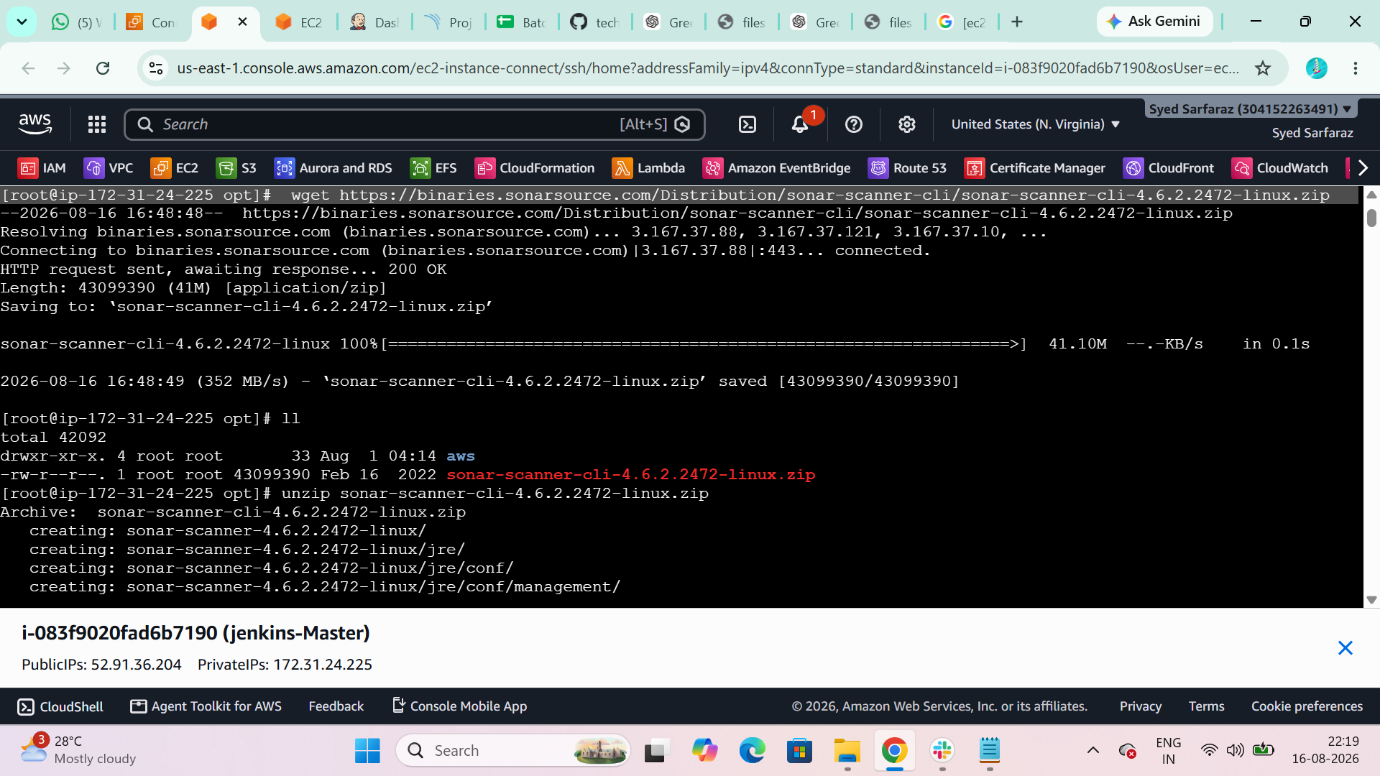 (5) W
Con
EC2
Dash
Proj
Batc
tech
Gree
files
Gree
files
[ec2
Ask Gemini
us-east-1.console.aws.amazon.com/ec2-instance-connect/ssh/home?addressFamily=ipv4&connType=standard&instanceId=i-083f9020fad6b7190&osUser=ec...
aws
Search
[Alt+S]
1
United States (N. Virginia)
Syed Sarfaraz (304152263491)
Syed Sarfaraz
IAM
VPC
EC2
S3
Aurora and RDS
EFS
CloudFormation
Lambda
Amazon EventBridge
Route 53
Certificate Manager
CloudFront
CloudWatch
[root@ip-172-31-24-225 opt]#  wget https://binaries.sonarsource.com/Distribution/sonar-scanner-cli/sonar-scanner-cli-4.6.2.2472-linux.zip
--2026-08-16 16:48:48--  https://binaries.sonarsource.com/Distribution/sonar-scanner-cli/sonar-scanner-cli-4.6.2.2472-linux.zip
Resolving binaries.sonarsource.com (binaries.sonarsource.com)... 3.167.37.88, 3.167.37.121, 3.167.37.10, ...
Connecting to binaries.sonarsource.com (binaries.sonarsource.com)|3.167.37.88|:443... connected.
HTTP request sent, awaiting response... 200 OK
Length: 43099390 (41M) [application/zip]
Saving to: ‘sonar-scanner-cli-4.6.2.2472-linux.zip’
sonar-scanner-cli-4.6.2.2472-linux 100%[==============================================================>]  41.10M  --.-KB/s    in 0.1s
2026-08-16 16:48:49 (352 MB/s) - ‘sonar-scanner-cli-4.6.2.2472-linux.zip’ saved [43099390/43099390]
[root@ip-172-31-24-225 opt]# ll
total 42092
drwxr-xr-x. 4 root root       33 Aug  1 04:14 aws
-rw-r--r--. 1 root root 43099390 Feb 16  2022 sonar-scanner-cli-4.6.2.2472-linux.zip
[root@ip-172-31-24-225 opt]# unzip sonar-scanner-cli-4.6.2.2472-linux.zip
Archive:  sonar-scanner-cli-4.6.2.2472-linux.zip
   creating: sonar-scanner-4.6.2.2472-linux/
   creating: sonar-scanner-4.6.2.2472-linux/jre/
   creating: sonar-scanner-4.6.2.2472-linux/jre/conf/
   creating: sonar-scanner-4.6.2.2472-linux/jre/conf/management/
i-083f9020fad6b7190 (jenkins-Master)
PublicIPs: 52.91.36.204    PrivateIPs: 172.31.24.225
CloudShell
Agent Toolkit for AWS
Feedback
Console Mobile App
© 2026, Amazon Web Services, Inc. or its affiliates.
Privacy
Terms
Cookie preferences
3
28°C
Mostly cloudy
Search
ENG
IN
22:19
16-08-2026